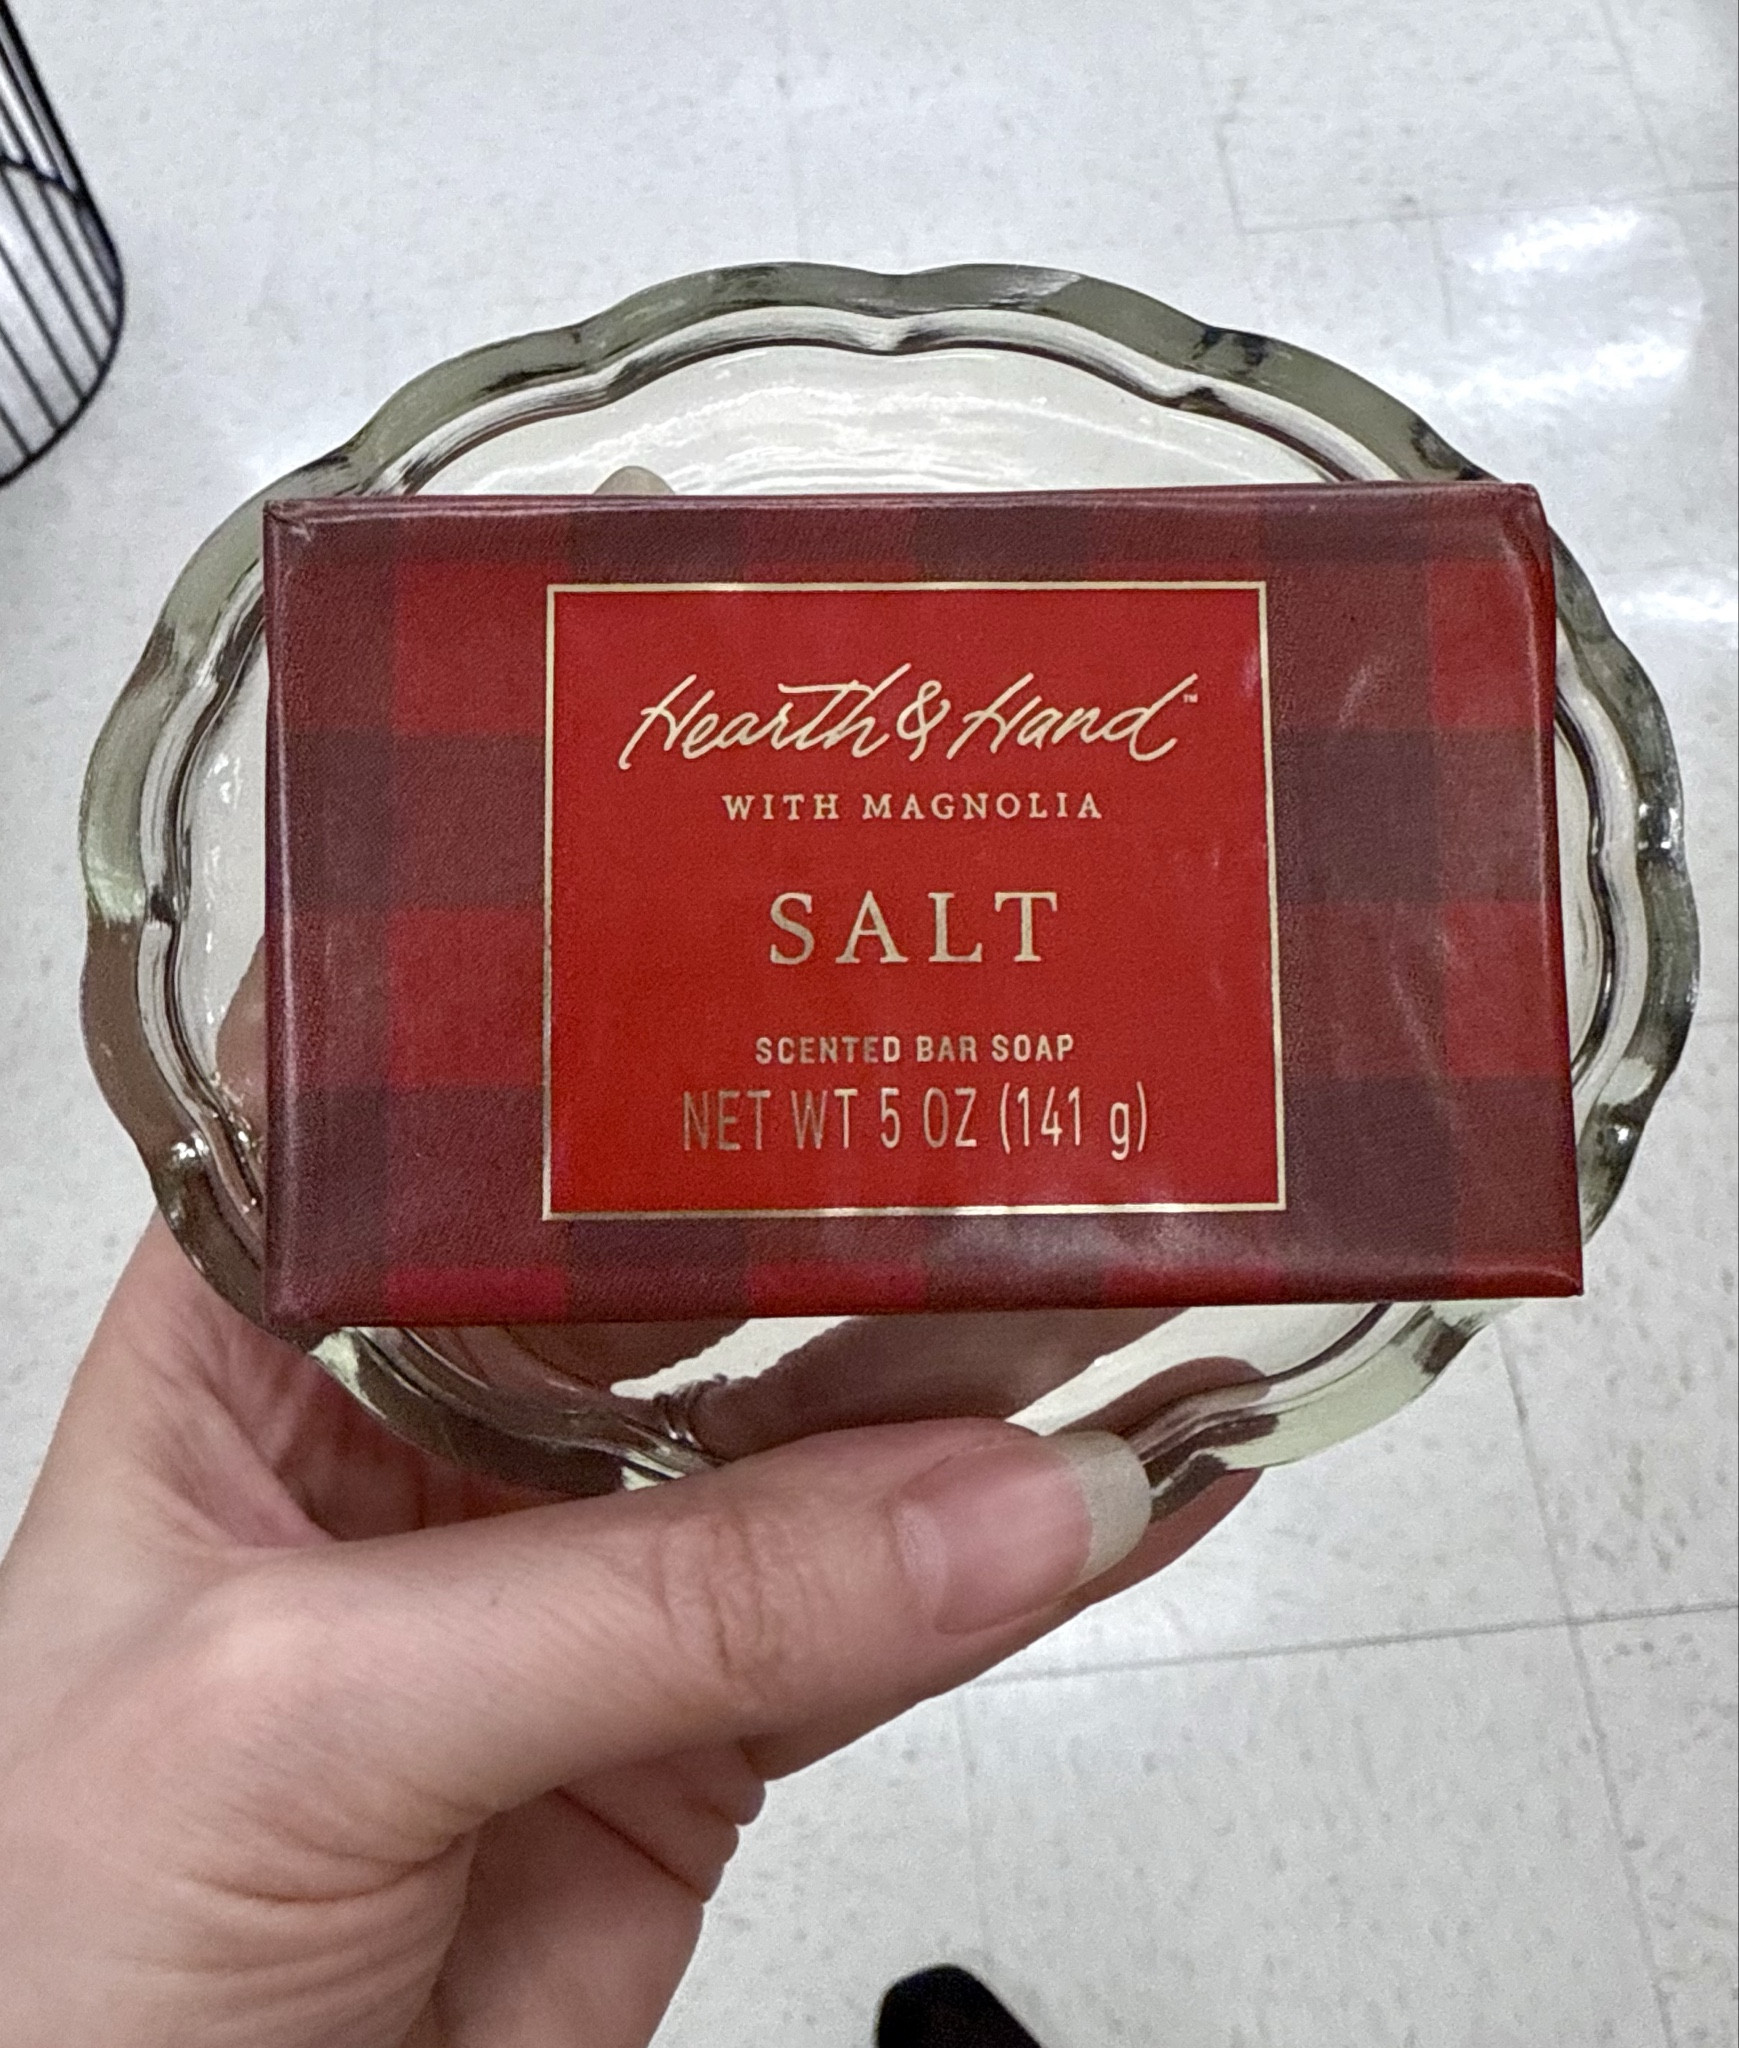 Hearth & Hand™
WITH MAGNOLIA
SALT
SCENTED BAR SOAP
NET WT 5 OZ (141 g)